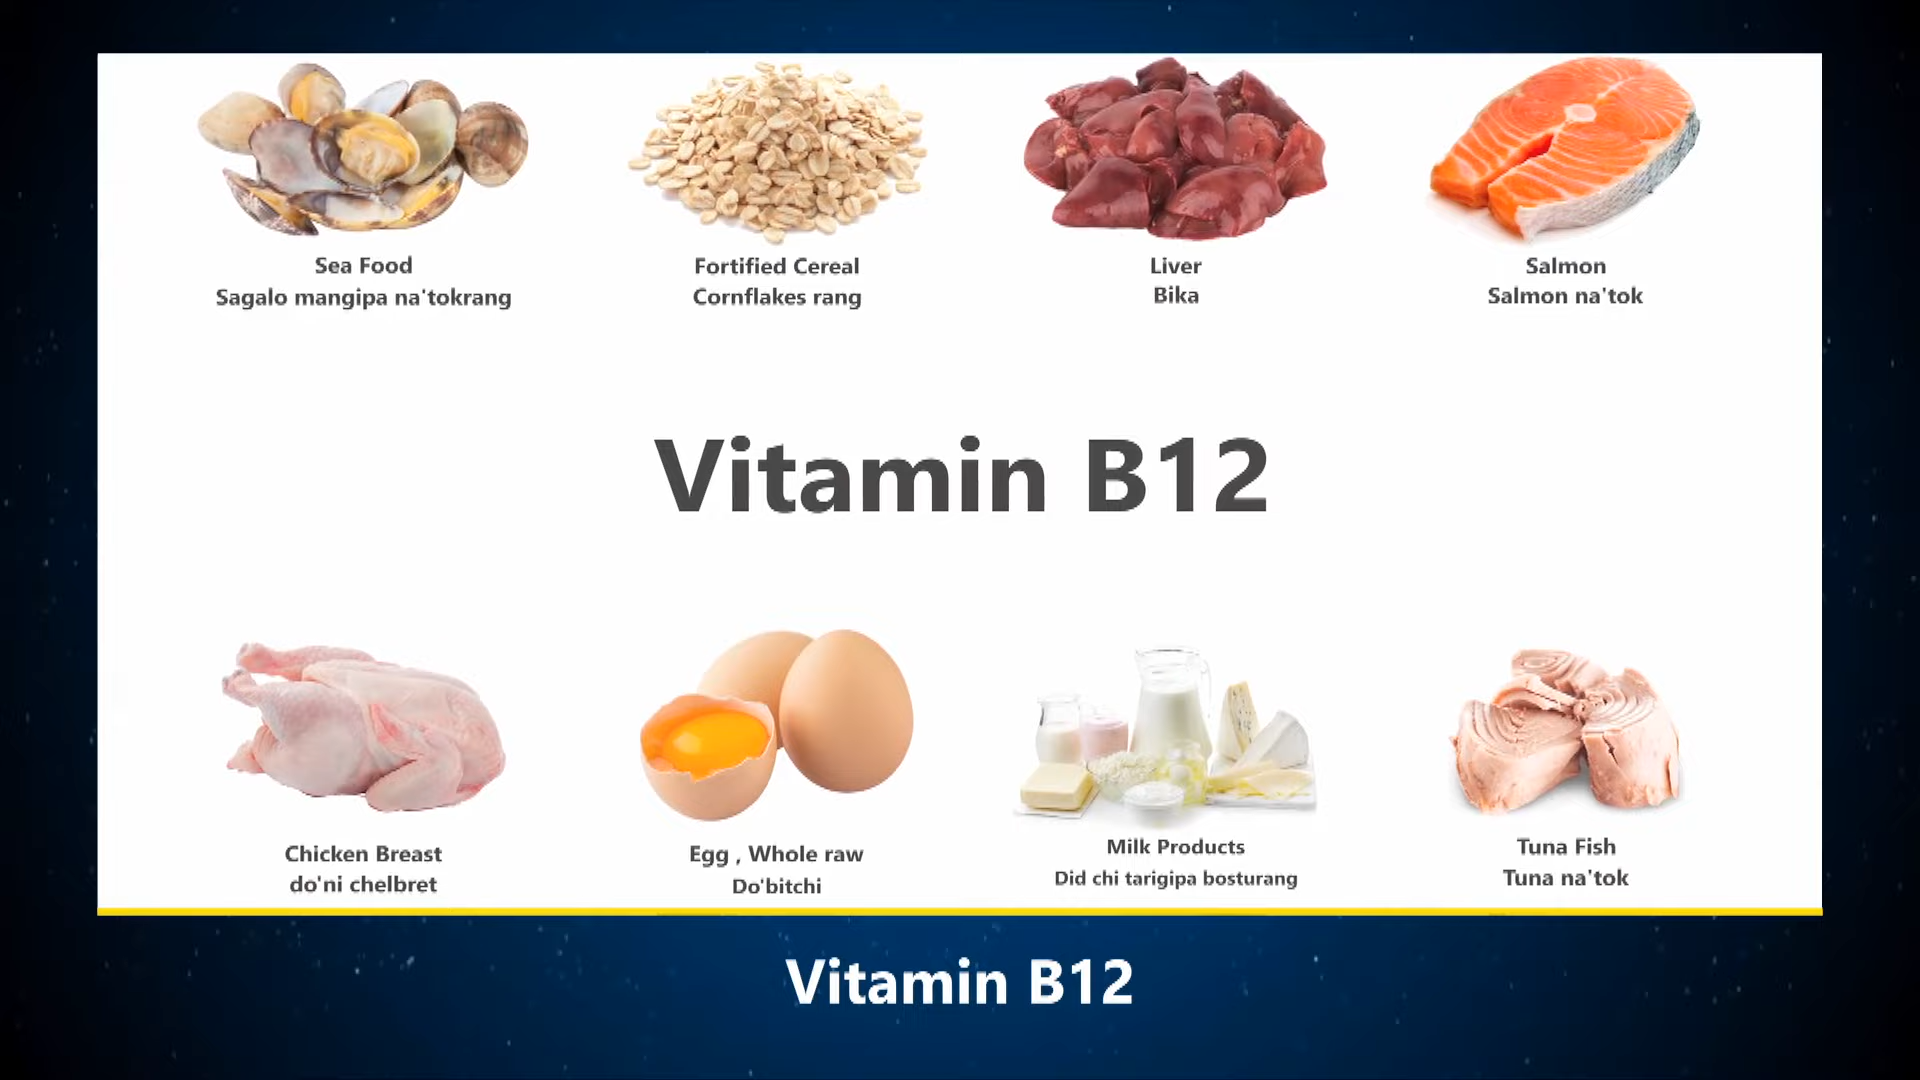 Sea Food
Sagalo mangipa na'tokrang
Fortified Cereal
Cornflakes rang
Liver
Bika
Salmon
Salmon na'tok
Vitamin B12
Chicken Breast
do'ni chelbret
Egg , Whole raw
Do'bitchi
Milk Products
Did chi tarigipa bosturang
Tuna Fish
Tuna na'tok
Vitamin B12